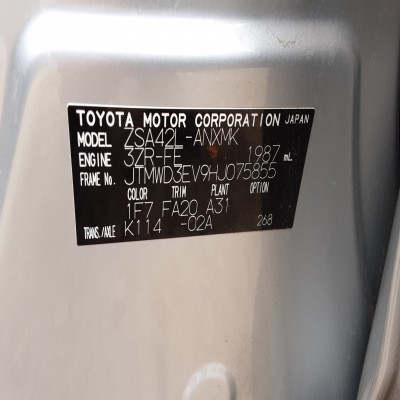 TOYOTA MOTOR CORPORATION JAPAN
MODEL ZSA42L-ANXMK
ENGINE 3ZR-FE 1987 mL
FRAME No. JTMWD3EV9HJ075855
COLOR TRIM PLANT OPTION
1F7 FA20 A31
TRANS/AXLE K114 -02A 268